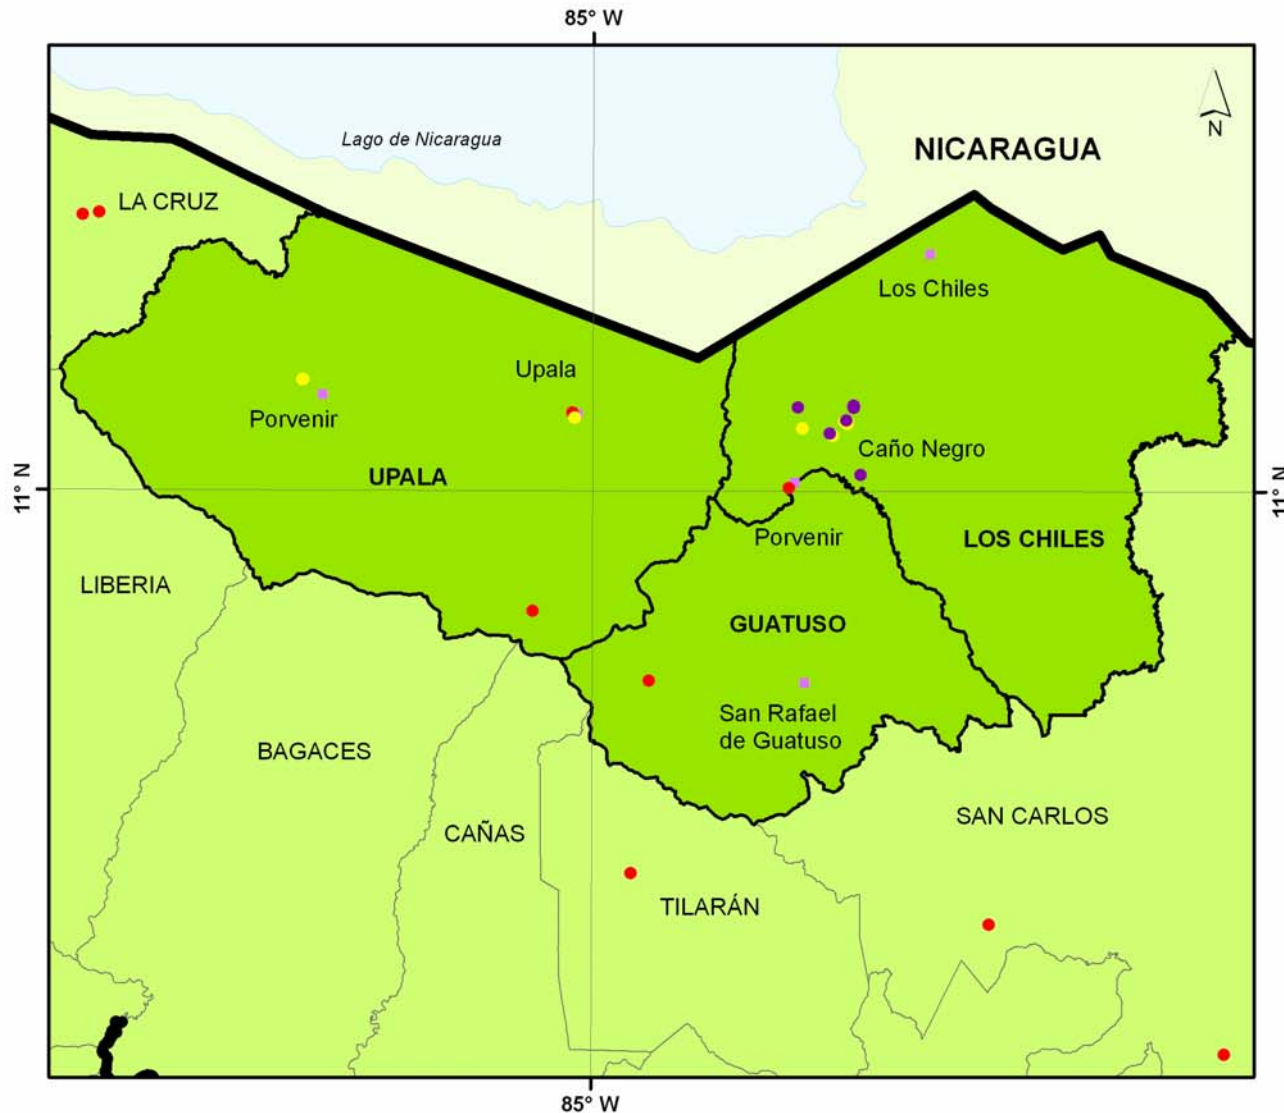 85° W
Lago de Nicaragua
NICARAGUA
N
LA CRUZ
Los Chiles
Upala
Porvenir
Caño Negro
UPALA
11° N
11° N
Porvenir
LOS CHILES
LIBERIA
GUATUSO
San Rafael
de Guatuso
BAGACES
SAN CARLOS
CAÑAS
TILARÁN
85° W